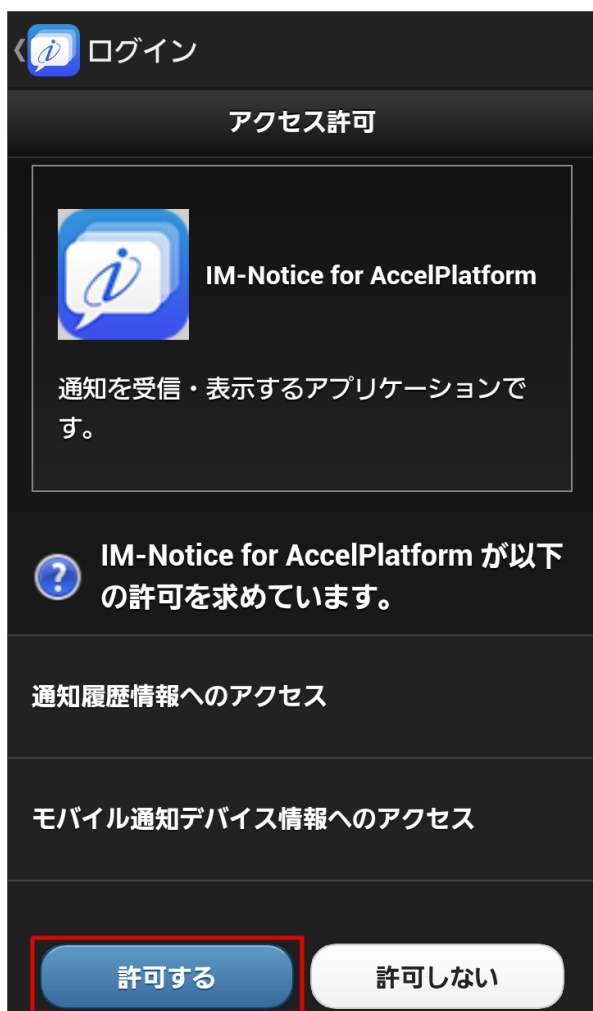 ログイン
アクセス許可
IM-Notice for AccelPlatform
通知を受信・表示するアプリケーションで
す。
IM-Notice for AccelPlatform が以下
の許可を求めています。
通知履歴情報へのアクセス
モバイル通知デバイス情報へのアクセス
許可する
許可しない